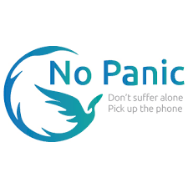 No Panic
Don't suffer alone
Pick up the phone